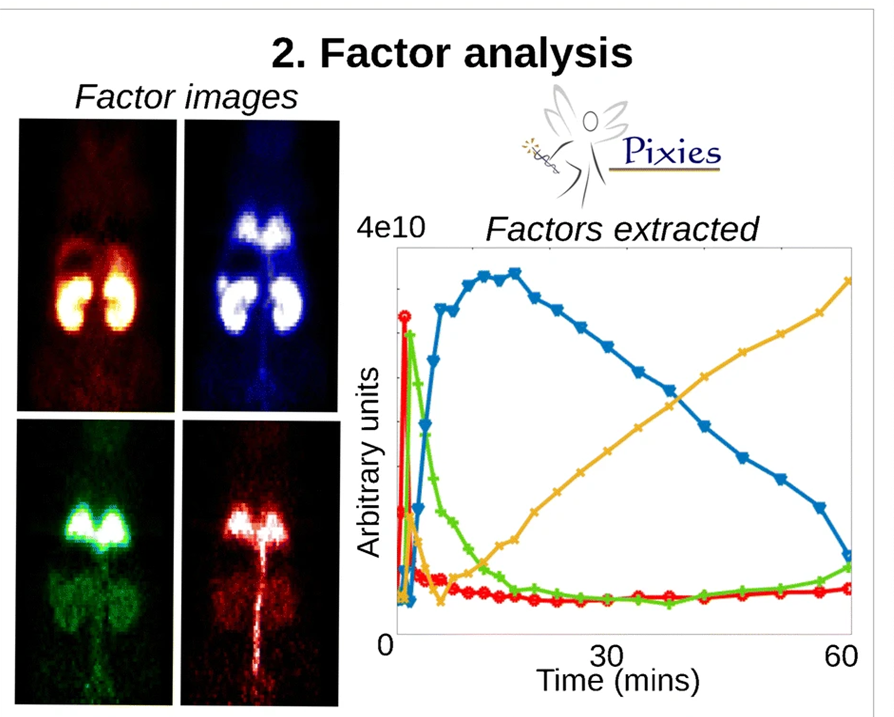 2. Factor analysis
Factor images
Pixies
4e10
Factors extracted
Arbitrary units
0
30
60
Time (mins)